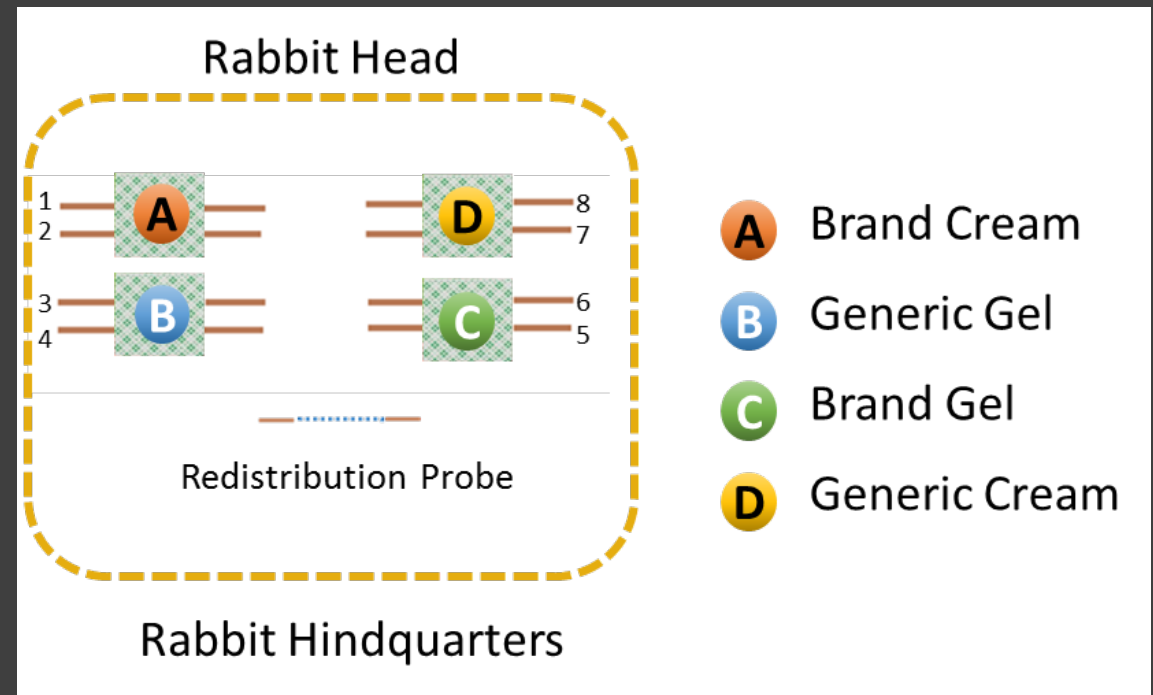 Rabbit Head
1
2
A
D
8
7
3
4
B
C
6
5
Redistribution Probe
Rabbit Hindquarters
A Brand Cream
B Generic Gel
C Brand Gel
D Generic Cream